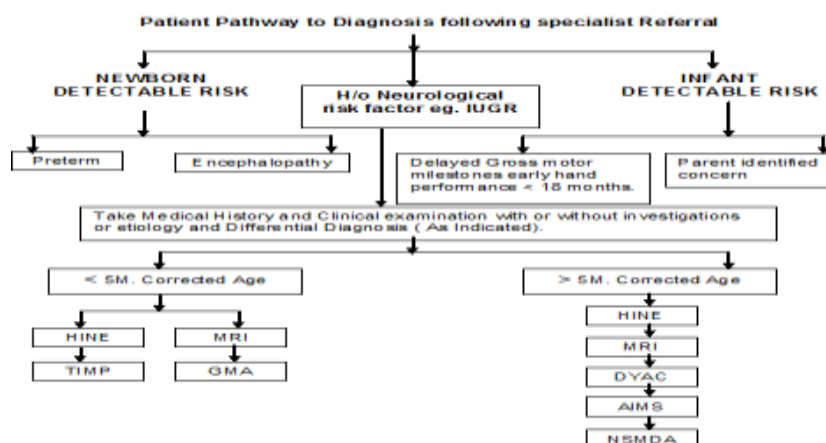 Patient Pathway to Diagnosis following specialist Referral
NEWBORN
DETECTABLE RISK
H/o Neurological
risk factor eg. IUGR
INFANT
DETECTABLE RISK
Preterm
Encephalopathy
Delayed Gross motor
milestones early hand
performance < 18 months.
Parent identified
concern
Take Medical History and Clinical examination with or without investigations
or etiology and Differential Diagnosis ( As Indicated).
< 5M. Corrected Age
> 5M. Corrected Age
HINE
MRI
TIMP
GMA
HINE
MRI
DYAC
AIMS
NSMDA